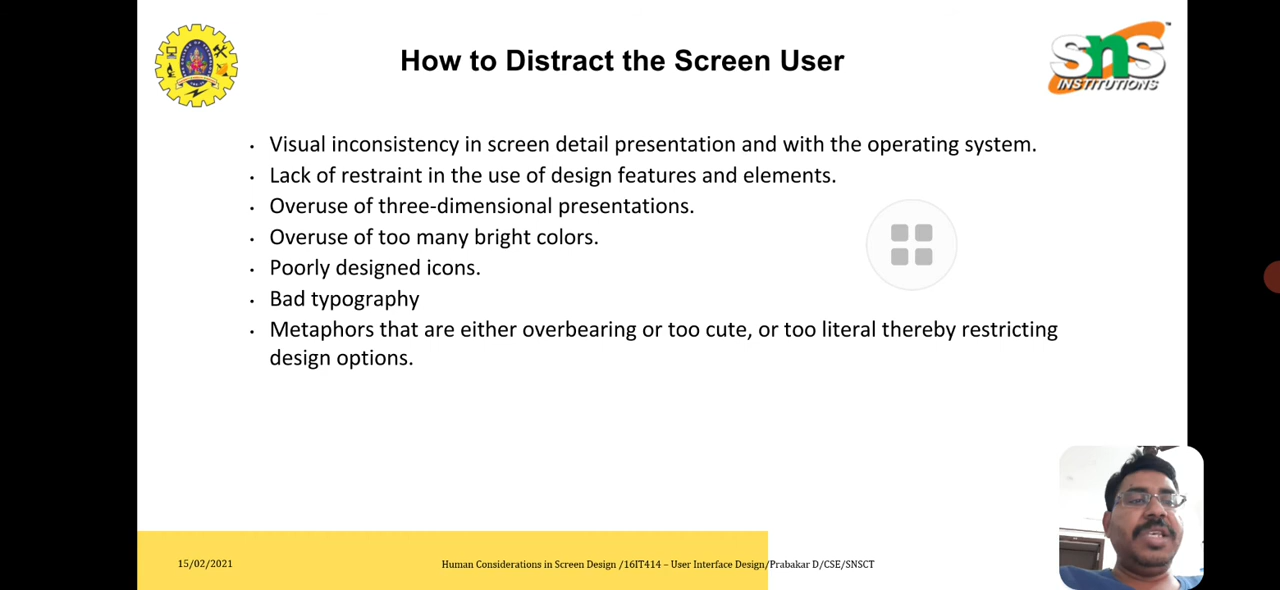 How to Distract the Screen User
SNS
INSTITUTIONS
• Visual inconsistency in screen detail presentation and with the operating system.
• Lack of restraint in the use of design features and elements.
• Overuse of three-dimensional presentations.
• Overuse of too many bright colors.
• Poorly designed icons.
• Bad typography
• Metaphors that are either overbearing or too cute, or too literal thereby restricting
design options.
15/02/2021
Human Considerations in Screen Design /16IT414 – User Interface Design/Prabakar D/CSE/SNSCT